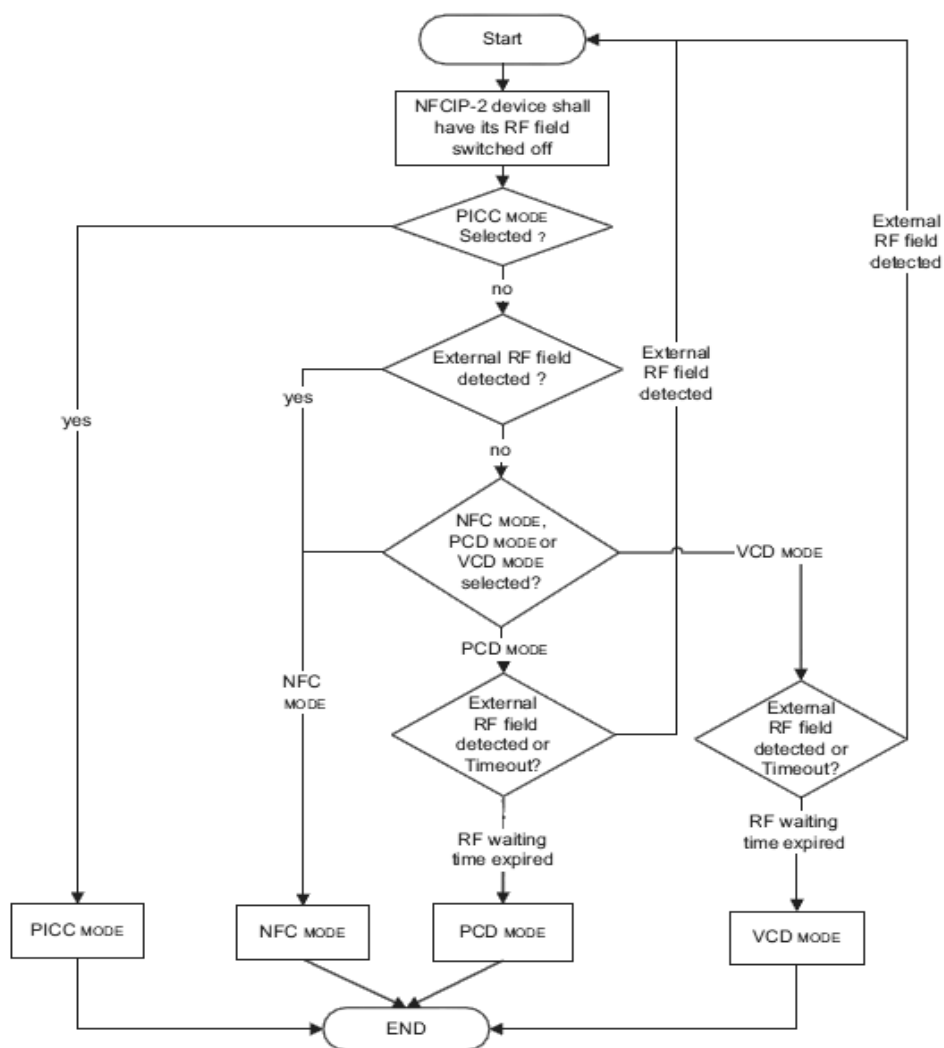 Start
NFCIP-2 device shall
have its RF field
switched off
PICC MODE
Selected ?
External
RF field
detected
no
External RF field
detected ?
External
RF field
detected
yes
yes
no
NFC MODE,
PCD MODE or
VCD MODE
selected?
VCD MODE
PCD MODE
NFC
MODE
External
RF field
detected or
Timeout?
External
RF field
detected or
Timeout?
RF waiting
time expired
RF waiting
time expired
PICC MODE
NFC MODE
PCD MODE
VCD MODE
END